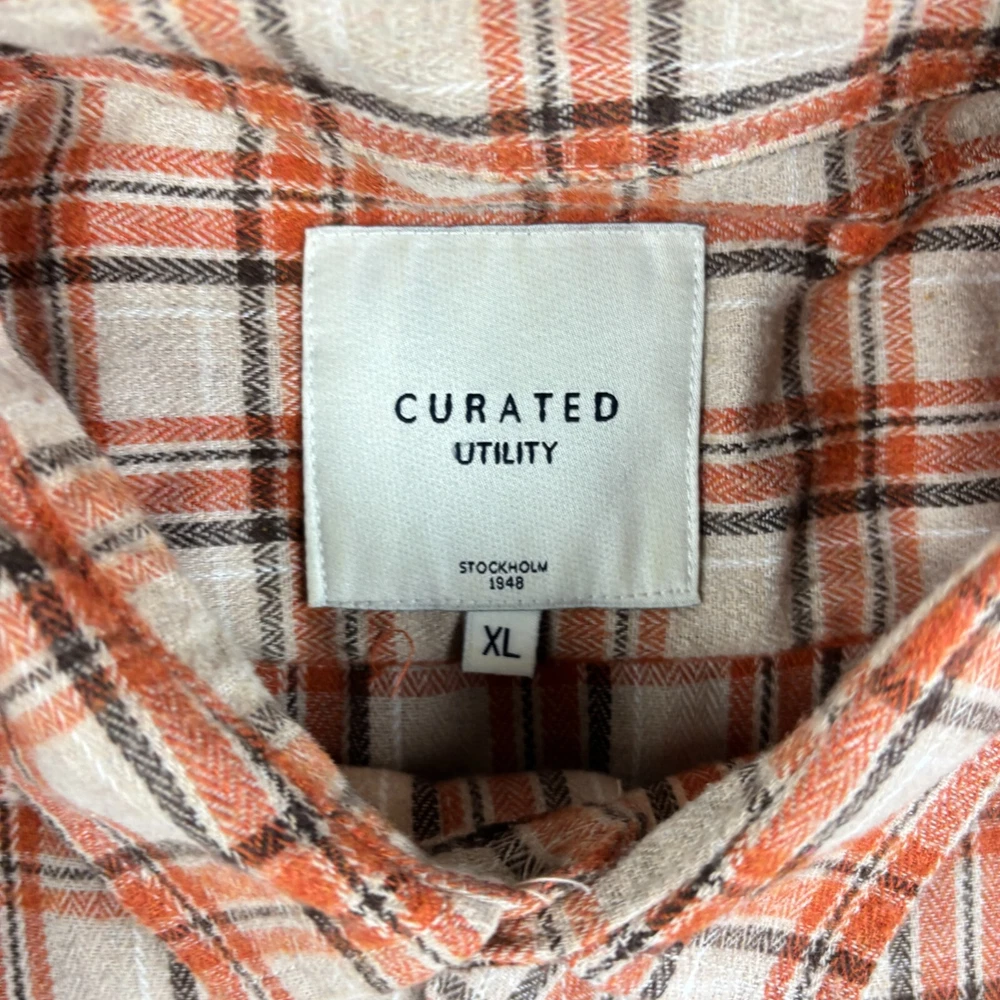 CURATED
UTILITY
STOCKHOLM
1948
XL